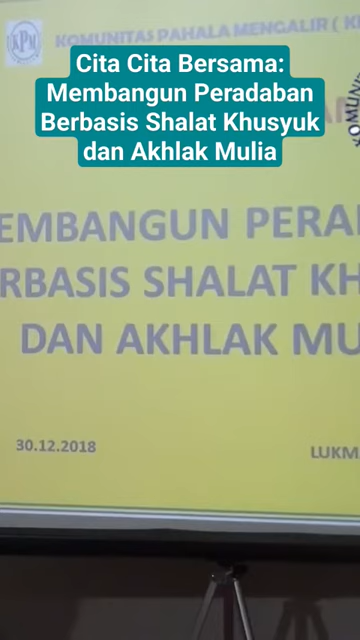 KPM
KOMUNITAS PAHALA MENGALIR (
Cita Cita Bersama:
Membangun Peradaban
Berbasis Shalat Khusyuk
dan Akhlak Mulia
EMBANGUN PERA
RBASIS SHALAT KH
DAN AKHLAK MU
30.12.2018
LUKM